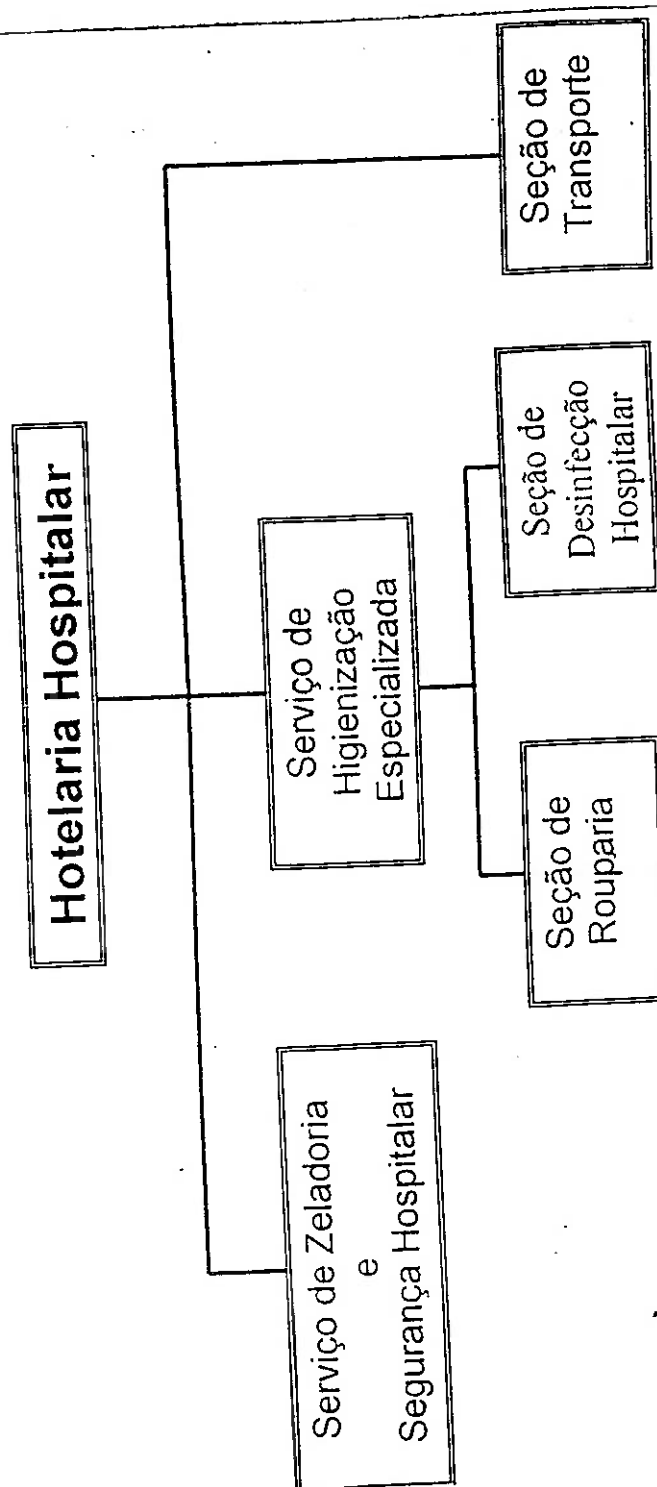 Hotelaria Hospitalar
Serviço de Zeladoria
e
Segurança Hospitalar
Serviço de
Higienização
Especializada
Seção de
Rouparia
Seção de
Desinfecção
Hospitalar
Seção de
Transporte